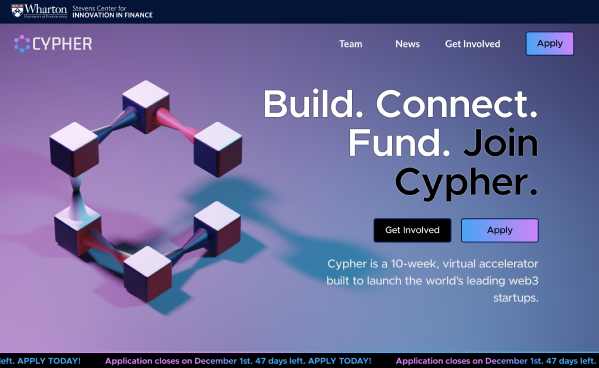 Wharton
UNIVERSITY of PENNSYLVANIA
Stevens Center for
INNOVATION IN FINANCE
CYPHER
Team
News
Get Involved
Apply
Build. Connect.
Fund. Join
Cypher.
Get Involved
Apply
Cypher is a 10-week, virtual accelerator
built to launch the world's leading web3
startups.
left. APPLY TODAY! Application closes on December 1st. 47 days left. APPLY TODAY! Application closes on December 1st. 47 days left.